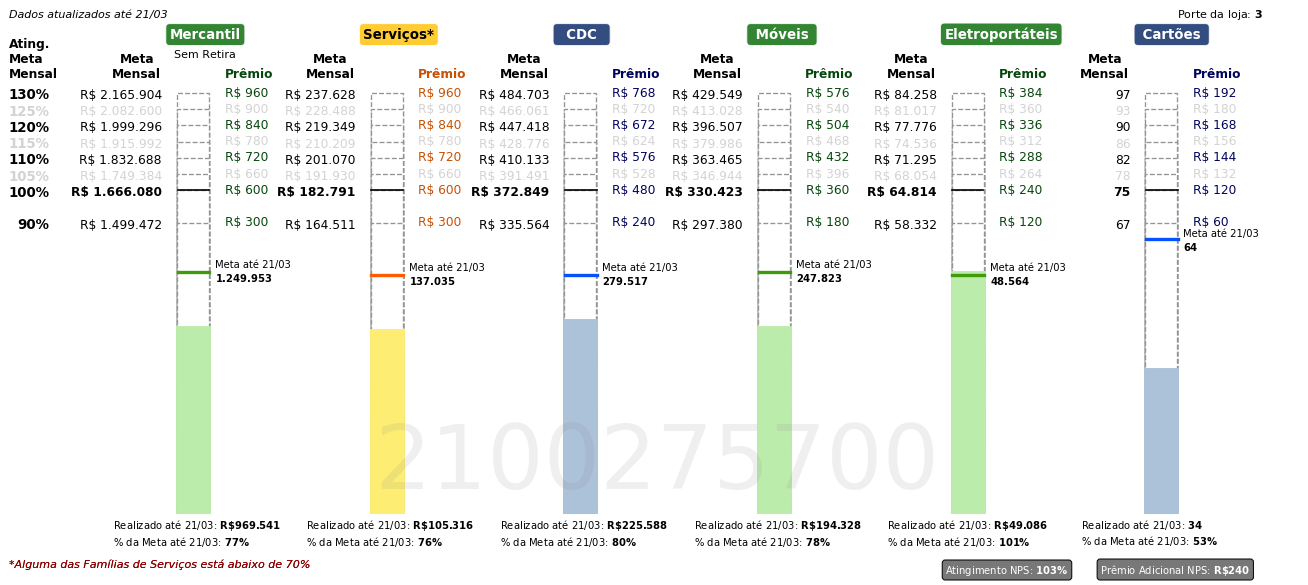 Dados atualizados até 21/03
Porte da loja: 3
Mercantil Serviços* CDC Móveis Eletroportáteis Cartões
Sem Retira
Ating. Meta Mensal
Meta Mensal Prêmio Meta Mensal Prêmio Meta Mensal Prêmio Meta Mensal Prêmio Meta Mensal Prêmio Meta Mensal Prêmio
130% R$ 2.165.904 R$ 960 R$ 237.628 R$ 960 R$ 484.703 R$ 768 R$ 429.549 R$ 576 R$ 84.258 R$ 384 97 R$ 192
125% R$ 2.082.600 R$ 900 R$ 228.488 R$ 900 R$ 466.061 R$ 720 R$ 413.028 R$ 540 R$ 81.017 R$ 360 93 R$ 180
120% R$ 1.999.296 R$ 840 R$ 219.349 R$ 840 R$ 447.418 R$ 672 R$ 396.507 R$ 504 R$ 77.776 R$ 336 90 R$ 168
115% R$ 1.915.992 R$ 780 R$ 210.209 R$ 780 R$ 428.776 R$ 624 R$ 379.986 R$ 468 R$ 74.536 R$ 312 86 R$ 156
110% R$ 1.832.688 R$ 720 R$ 201.070 R$ 720 R$ 410.133 R$ 576 R$ 363.465 R$ 432 R$ 71.295 R$ 288 82 R$ 144
105% R$ 1.749.384 R$ 660 R$ 191.930 R$ 660 R$ 391.491 R$ 528 R$ 346.944 R$ 396 R$ 68.054 R$ 264 78 R$ 132
100% R$ 1.666.080 R$ 600 R$ 182.791 R$ 600 R$ 372.849 R$ 480 R$ 330.423 R$ 360 R$ 64.814 R$ 240 75 R$ 120
90% R$ 1.499.472 R$ 300 R$ 164.511 R$ 300 R$ 335.564 R$ 240 R$ 297.380 R$ 180 R$ 58.332 R$ 120 67 R$ 60
Meta até 21/03
64
Meta até 21/03 Meta até 21/03 Meta até 21/03 Meta até 21/03 Meta até 21/03
1.249.953 137.035 279.517 247.823 48.564
2100275700
Realizado até 21/03: R$969.541 Realizado até 21/03: R$105.316 Realizado até 21/03: R$225.588 Realizado até 21/03: R$194.328 Realizado até 21/03: R$49.086 Realizado até 21/03: 34
% da Meta até 21/03: 77% % da Meta até 21/03: 76% % da Meta até 21/03: 80% % da Meta até 21/03: 78% % da Meta até 21/03: 101% % da Meta até 21/03: 53%
*Alguma das Famílias de Serviços está abaixo de 70%
Atingimento NPS: 103% Prêmio Adicional NPS: R$240